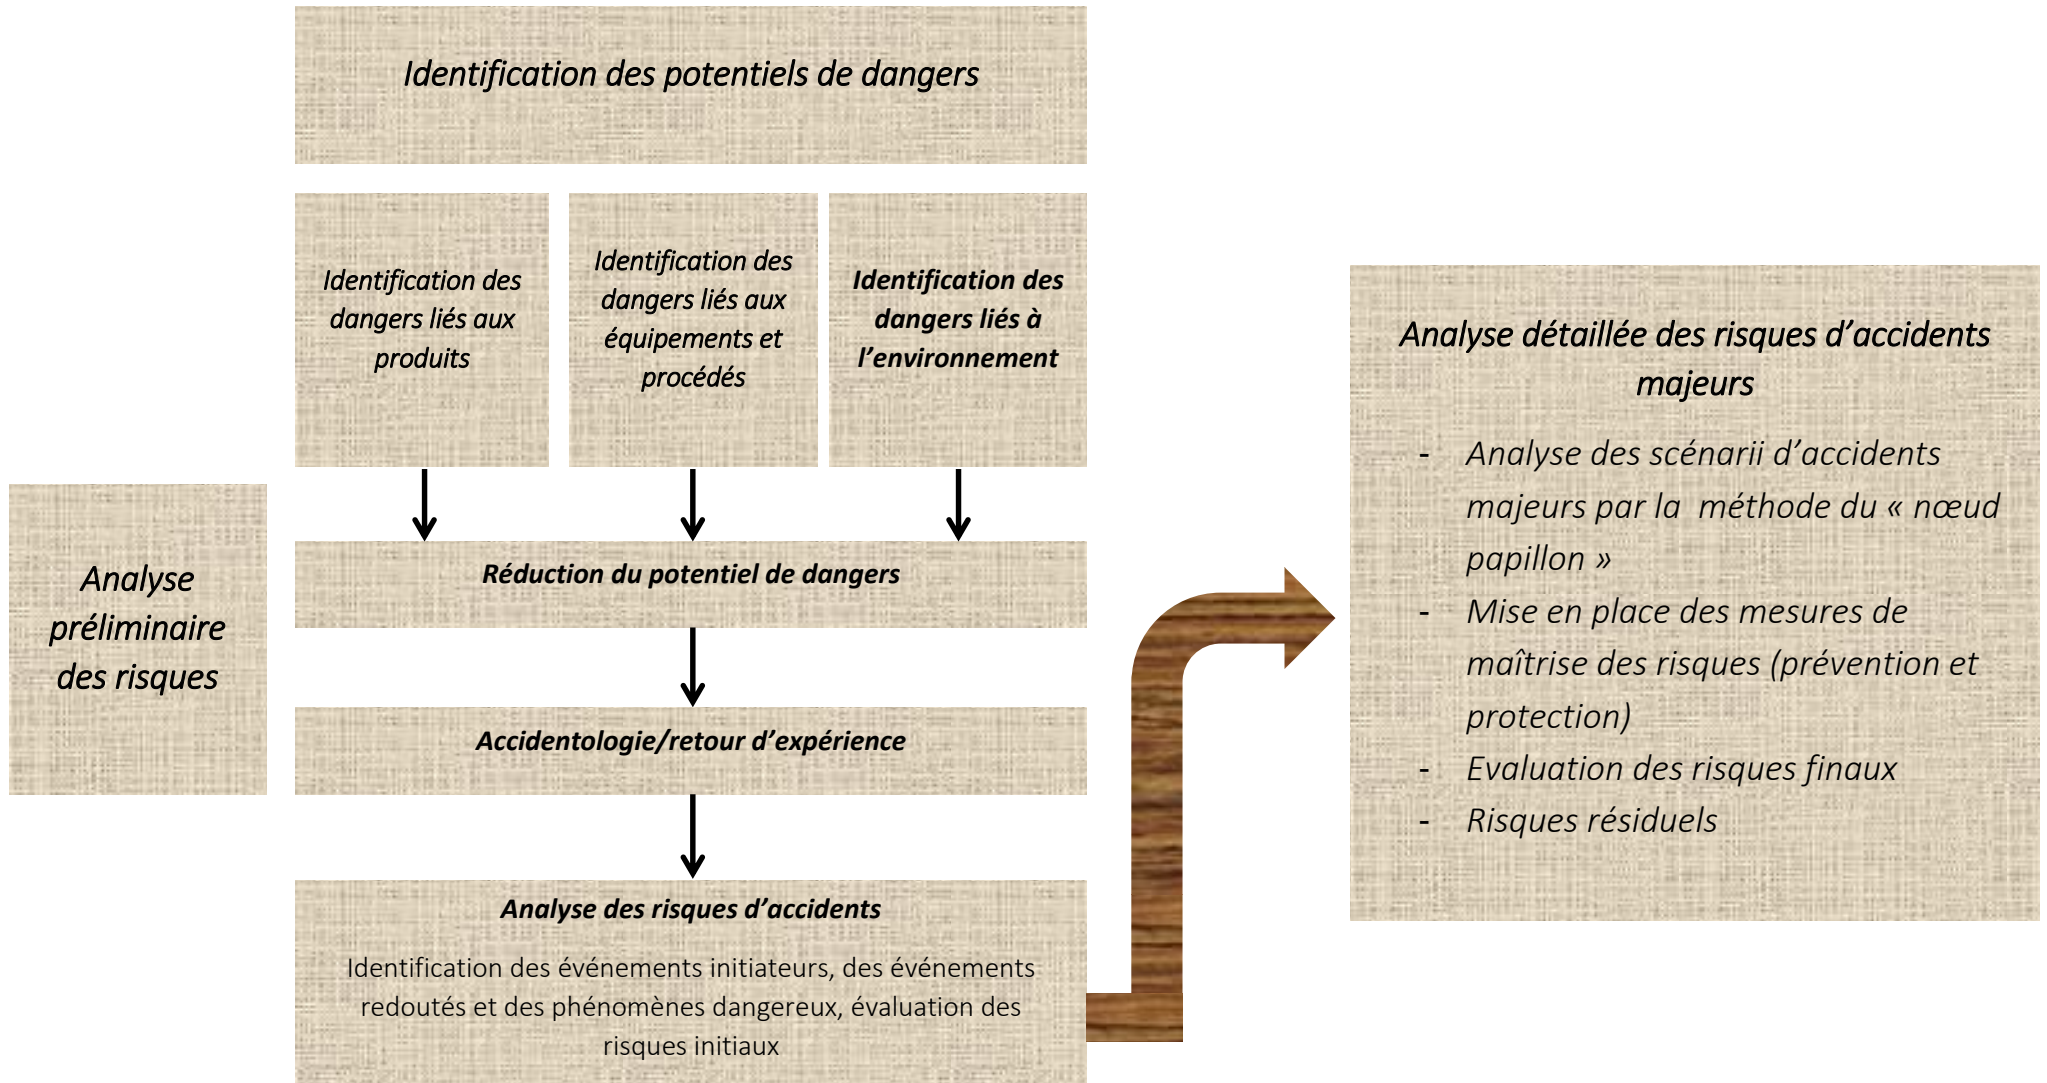 Identification des potentiels de dangers
Identification des
dangers liés aux
produits
Identification des
dangers liés aux
équipements et
procédés
Identification des
dangers liés à
l’environnement
Analyse
préliminaire
des risques
Réduction du potentiel de dangers
Accidentologie/retour d’expérience
Analyse des risques d’accidents
Identification des événements initiateurs, des événements
redoutés et des phénomènes dangereux, évaluation des
risques initiaux
Analyse détaillée des risques d’accidents
majeurs
- Analyse des scénarii d’accidents
majeurs par la méthode du « nœud
papillon »
- Mise en place des mesures de
maîtrise des risques (prévention et
protection)
- Evaluation des risques finaux
- Risques résiduels